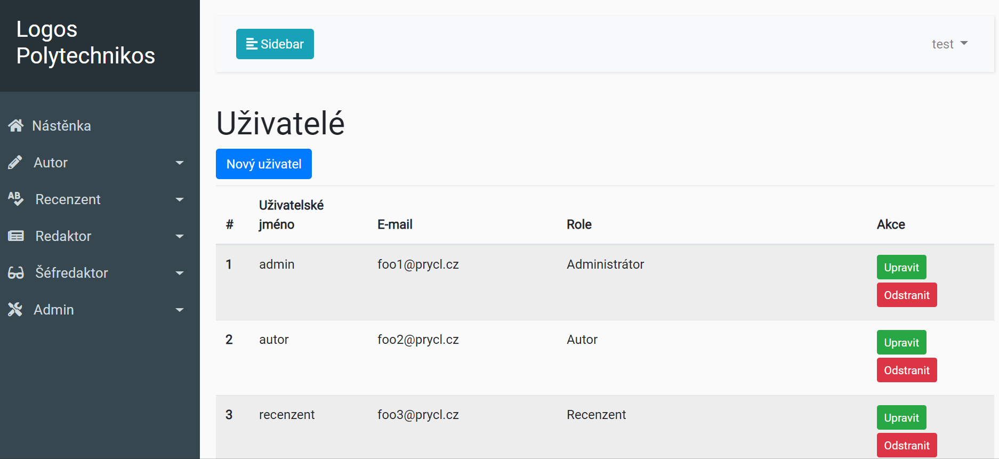 Logos
Polytechnikos
Nástěnka
Autor
Recenzent
Redaktor
Šéfredaktor
Admin
Sidebar
test
Uživatelé
Nový uživatel
# Uživatelské jméno E-mail Role Akce
1 admin foo1@prycl.cz Administrátor Upravit
Odstranit
2 autor foo2@prycl.cz Autor Upravit
Odstranit
3 recenzent foo3@prycl.cz Recenzent Upravit
Odstranit